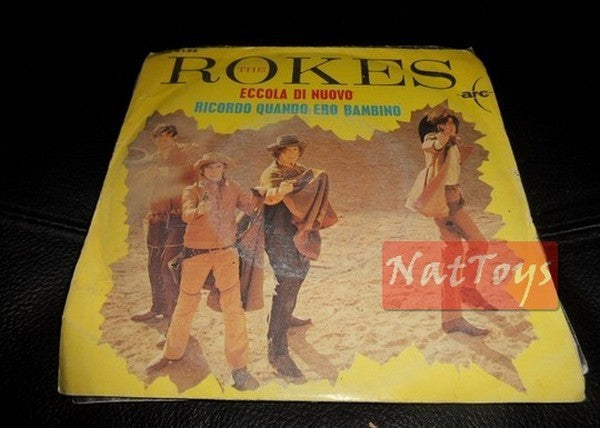 THE
ROKES
arc
ECCOLA DI NUOVO
RICORDO QUANDO ERO BAMBINO
NatToys